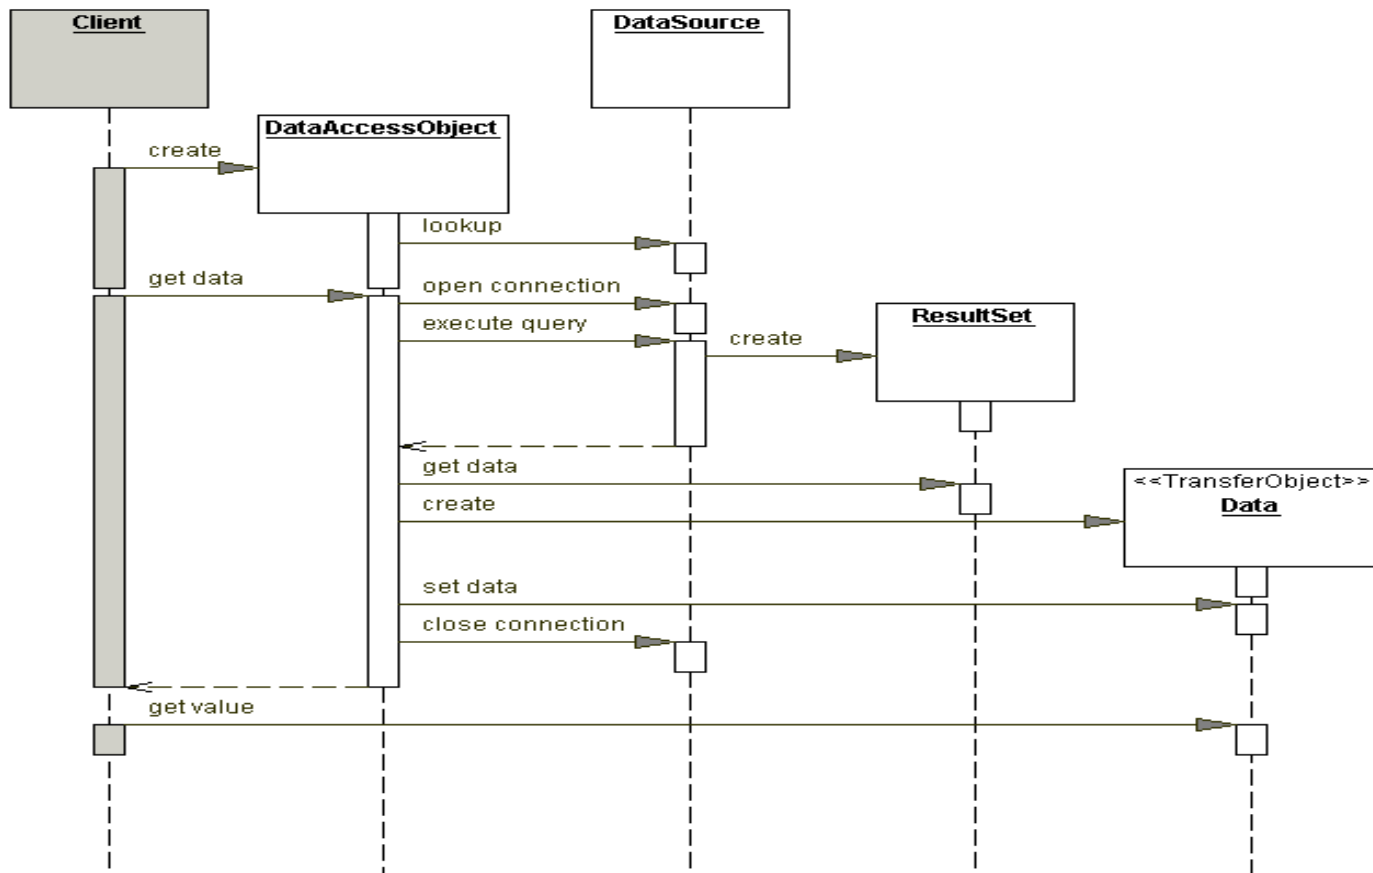 Client
DataSource
DataAccessObject
create
lookup
get data
open connection
execute query
ResultSet
create
get data
<<TransferObject>>
create
Data
set data
close connection
get value